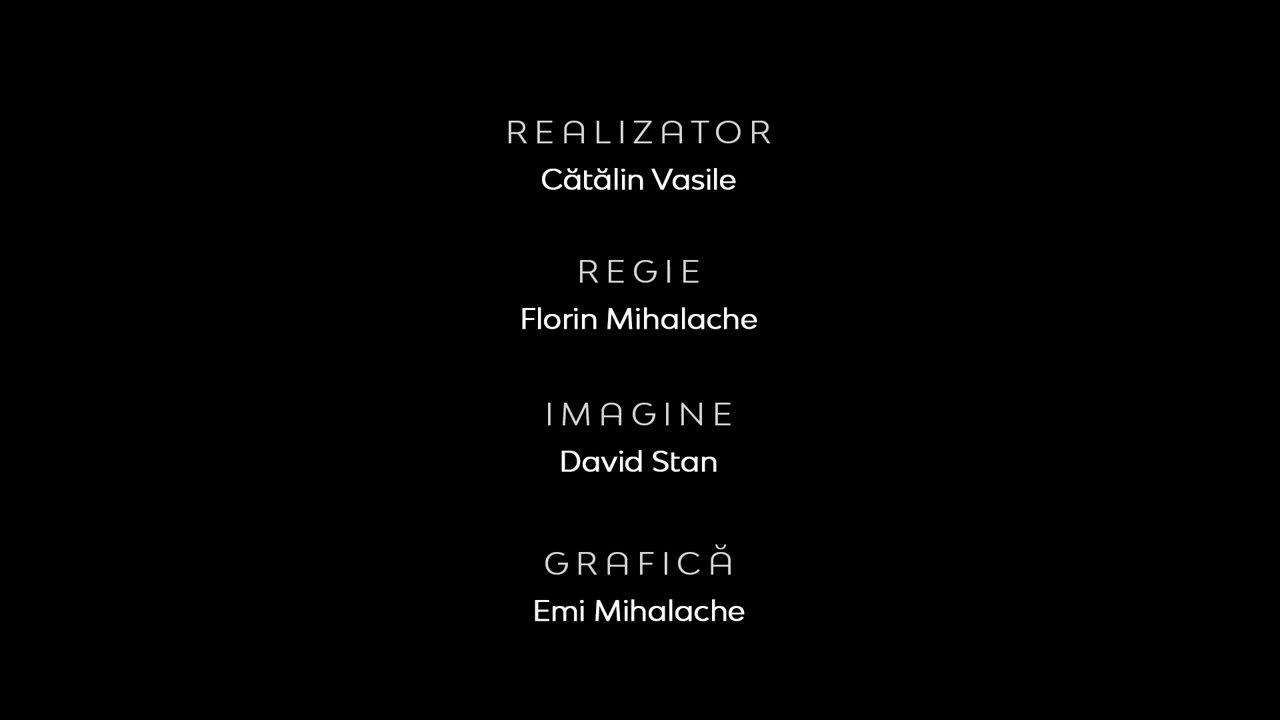 REALIZATOR
Cătălin Vasile
REGIE
Florin Mihalache
IMAGINE
David Stan
GRAFICĂ
Emi Mihalache